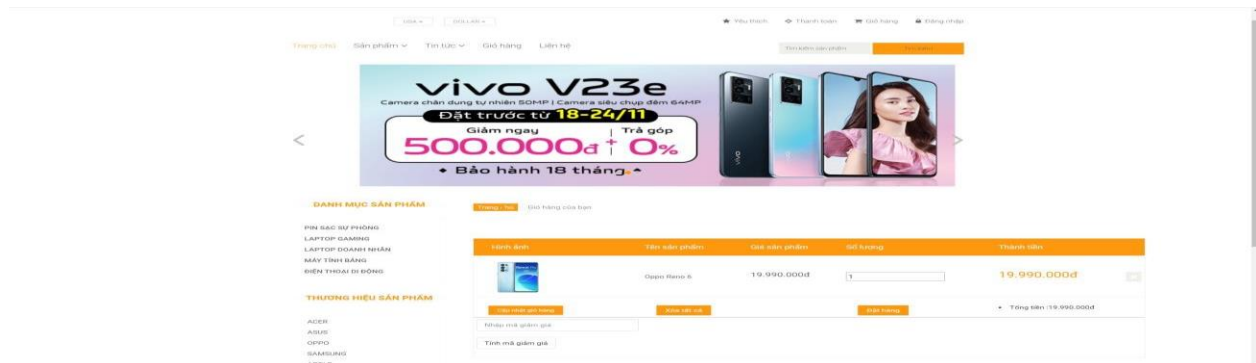 USA DOLLAR
Yêu thích Thanh toán Giỏ hàng Đăng nhập
Trang chủ Sản phẩm Tin tức Giỏ hàng Liên hệ
Tìm kiếm sản phẩm
vivo V23e
Camera chân dung tự nhiên 50MP | Camera siêu chụp đêm 64MP
Đặt trước từ 18-24/11
Giảm ngay | Trả góp
500.000đ + 0%
Bảo hành 18 tháng
DANH MỤC SẢN PHẨM
Giỏ hàng của bạn
PIN SẠC DỰ PHÒNG
LAPTOP GAMING
LAPTOP DOANH NHÂN
MÁY TÍNH BẢNG
ĐIỆN THOẠI DI ĐỘNG
Hình ảnh Tên sản phẩm Giá sản phẩm Số lượng Thành tiền
Oppo Reno 6 19.990.000đ 1 19.990.000đ
THƯƠNG HIỆU SẢN PHẨM
Cập nhật giỏ hàng Xóa tất cả Đặt hàng
Tổng tiền :19.990.000đ
Nhập mã giảm giá
Tính mã giảm giá
ACER
ASUS
OPPO
SAMSUNG
vivo